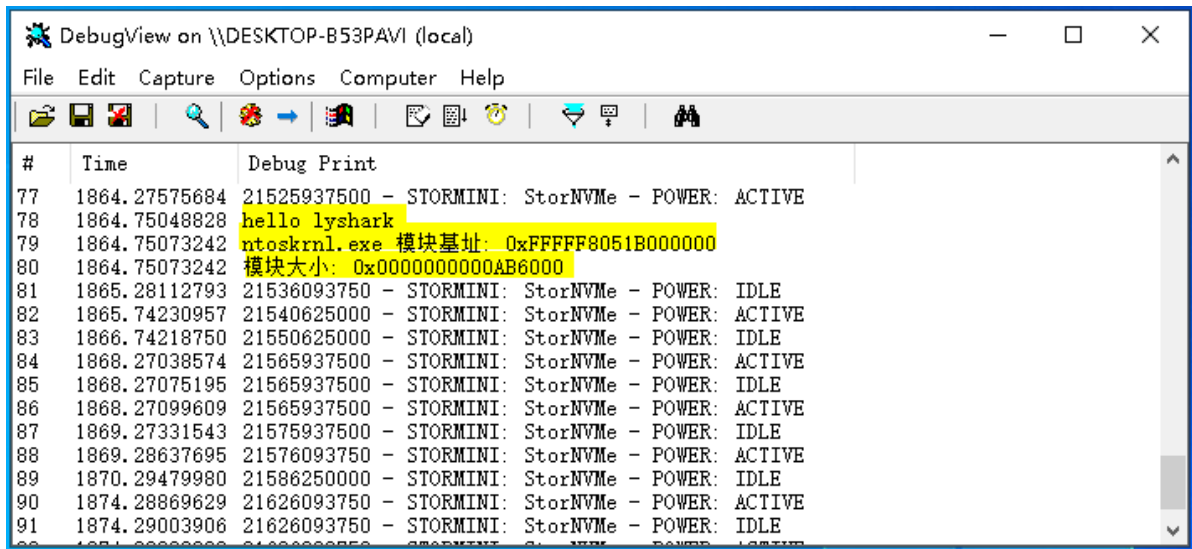 DebugView on \\DESKTOP-B53PAVI (local)
File Edit Capture Options Computer Help
# Time Debug Print
77 1864.27575684 21525937500 - STORMINI: StorNVMe - POWER: ACTIVE
78 1864.75048828 hello lyshark
79 1864.75073242 ntoskrnl.exe 模块基址: 0xFFFFF8051B000000
80 1864.75073242 模块大小: 0x0000000000AB6000
81 1865.28112793 21536093750 - STORMINI: StorNVMe - POWER: IDLE
82 1865.74230957 21540625000 - STORMINI: StorNVMe - POWER: ACTIVE
83 1866.74218750 21550625000 - STORMINI: StorNVMe - POWER: IDLE
84 1868.27038574 21565937500 - STORMINI: StorNVMe - POWER: ACTIVE
85 1868.27075195 21565937500 - STORMINI: StorNVMe - POWER: IDLE
86 1868.27099609 21565937500 - STORMINI: StorNVMe - POWER: ACTIVE
87 1869.27331543 21575937500 - STORMINI: StorNVMe - POWER: IDLE
88 1869.28637695 21576093750 - STORMINI: StorNVMe - POWER: ACTIVE
89 1870.29479980 21586250000 - STORMINI: StorNVMe - POWER: IDLE
90 1874.28869629 21626093750 - STORMINI: StorNVMe - POWER: ACTIVE
91 1874.29003906 21626093750 - STORMINI: StorNVMe - POWER: IDLE